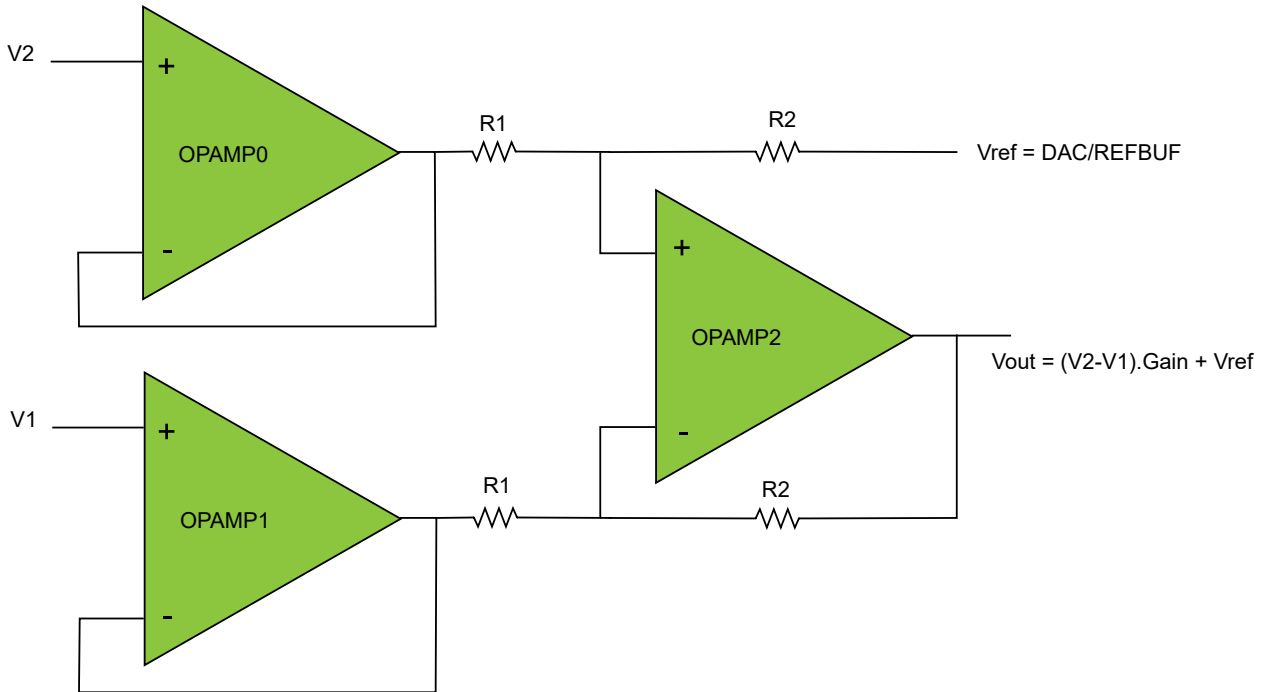 V2
+
OPAMP0
-
R1
R2
Vref = DAC/REFBUF
+
OPAMP2
-
Vout = (V2-V1).Gain + Vref
V1
+
OPAMP1
-
R1
R2